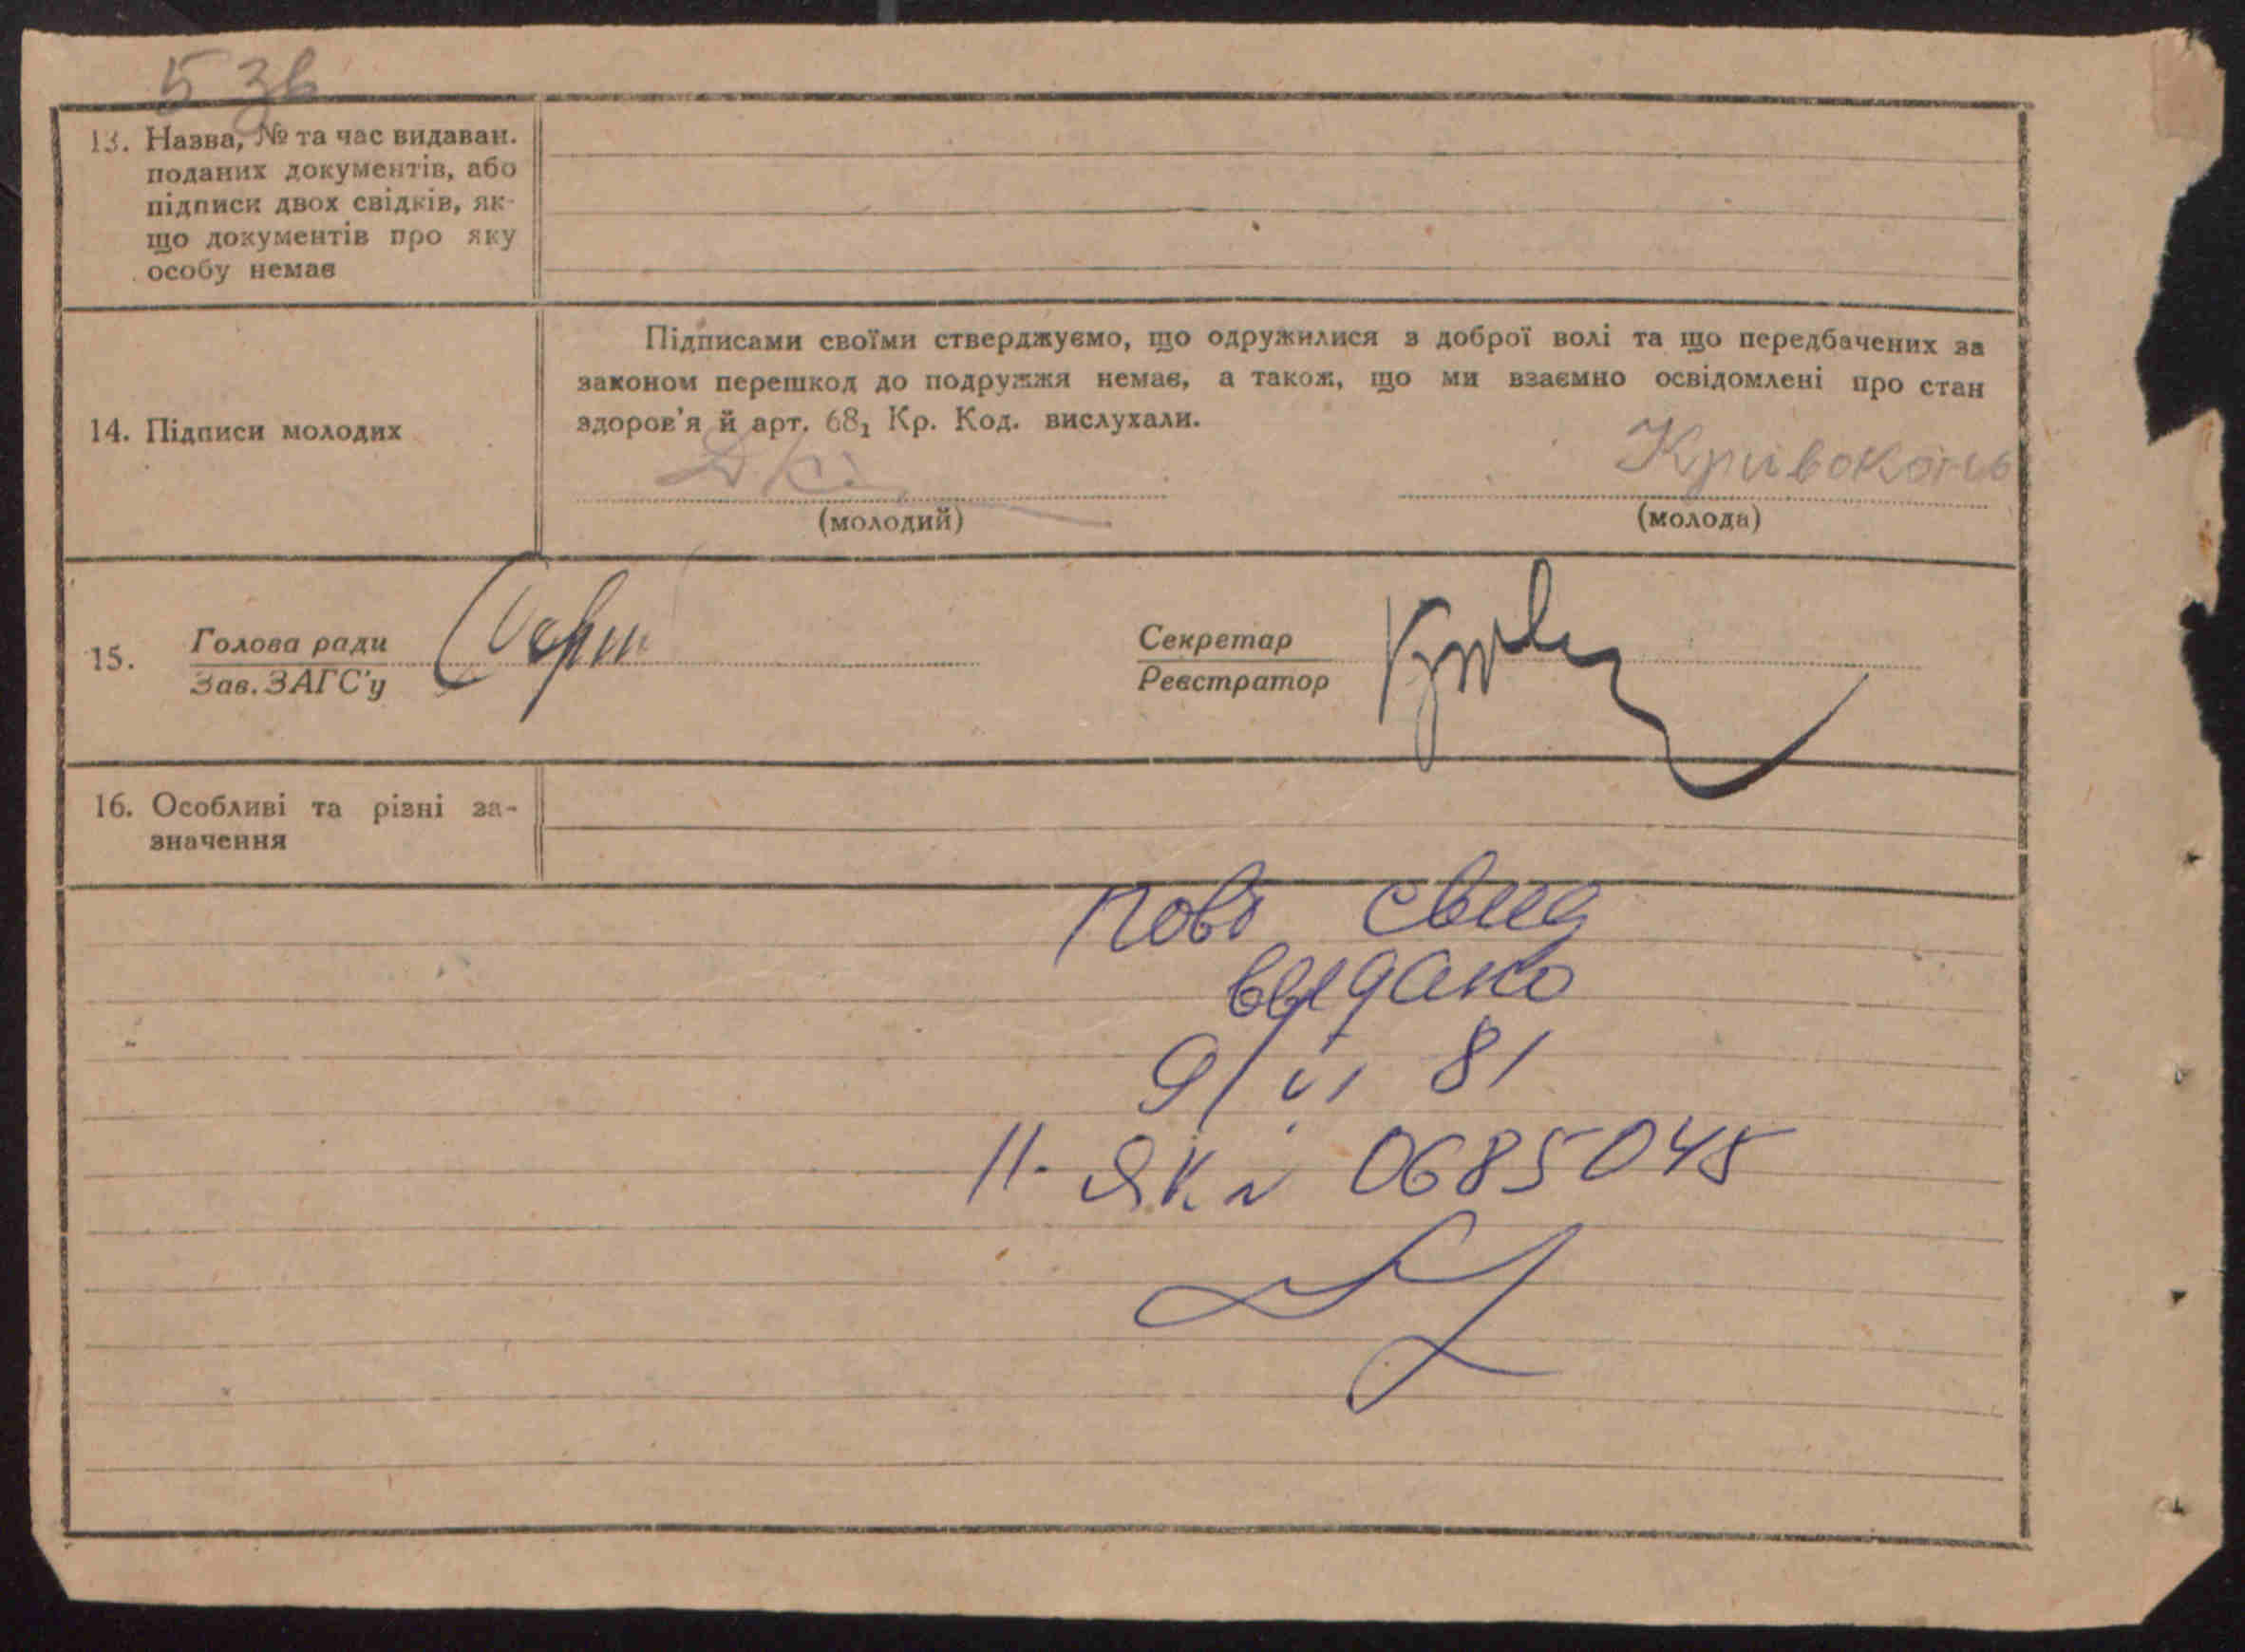 5 зв
13. Назва, № та час видаван.
поданих документів, або
підписи двох свідків, як-
що документів про яку
особу немає
14. Підписи молодих
Підписами своїми стверджуємо, що одружилися з доброї волі та що передбачених за
законом перешкод до подружжя немає, а також, що ми взаємно освідомлені про стан
здоров'я й арт. 68₁ Кр. Код. вислухали.
Кривоконь
(молодий)
(молода)
15. Голова ради
Зав. ЗАГС'у
Секретар
Реєстратор
16. Особливі та різні за-
значення
свид
выдано
9/VI 81
II-ЯК № 0685045